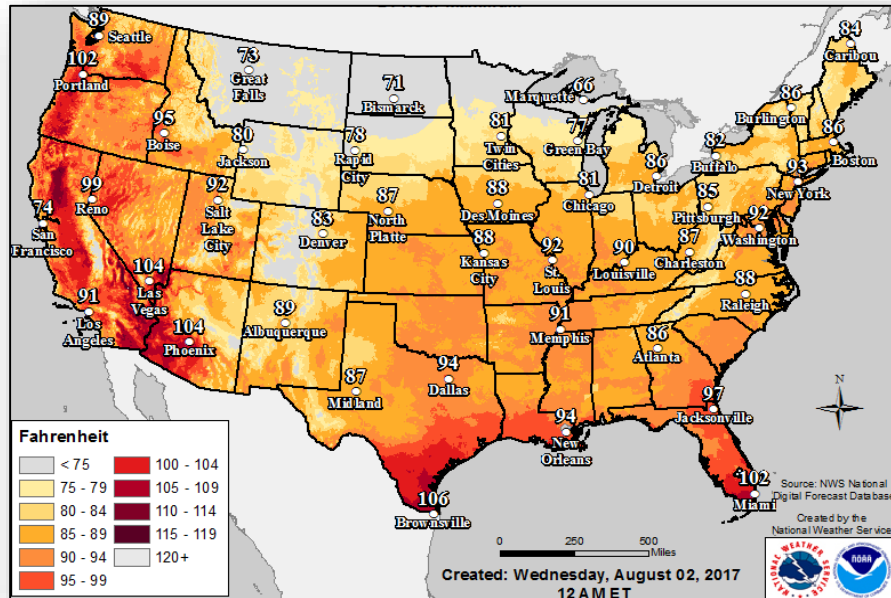 89
Seattle
102
Portland
73
Great
Falls
71
Bismarck
66
Marquette
84
Caribou
86
Burlington
95
Boise
80
Jackson
78
Rapid
City
81
Twin
Cities
77
Green Bay
86
Detroit
82
Buffalo
86
Boston
99
Reno
92
Salt
Lake
City
87
North
Platte
88
Des Moines
81
Chicago
85
Pittsburgh
93
New York
74
San
Francisco
83
Denver
88
Kansas
City
92
St.
Louis
90
Louisville
87
Charleston
92
Washington
104
Las
Vegas
88
Raleigh
91
Los
Angeles
104
Phoenix
89
Albuquerque
91
Memphis
86
Atlanta
87
Midland
94
Dallas
97
Jacksonville
94
New
Orleans
106
Brownsville
102
Miami
N
Fahrenheit
< 75
75 - 79
80 - 84
85 - 89
90 - 94
95 - 99
100 - 104
105 - 109
110 - 114
115 - 119
120+
0
250
500
Miles
Created: Wednesday, August 02, 2017
12 AM ET
Source: NWS National
Digital Forecast Database
Created by the
National Weather Service
NATIONAL WEATHER SERVICE
NOAA